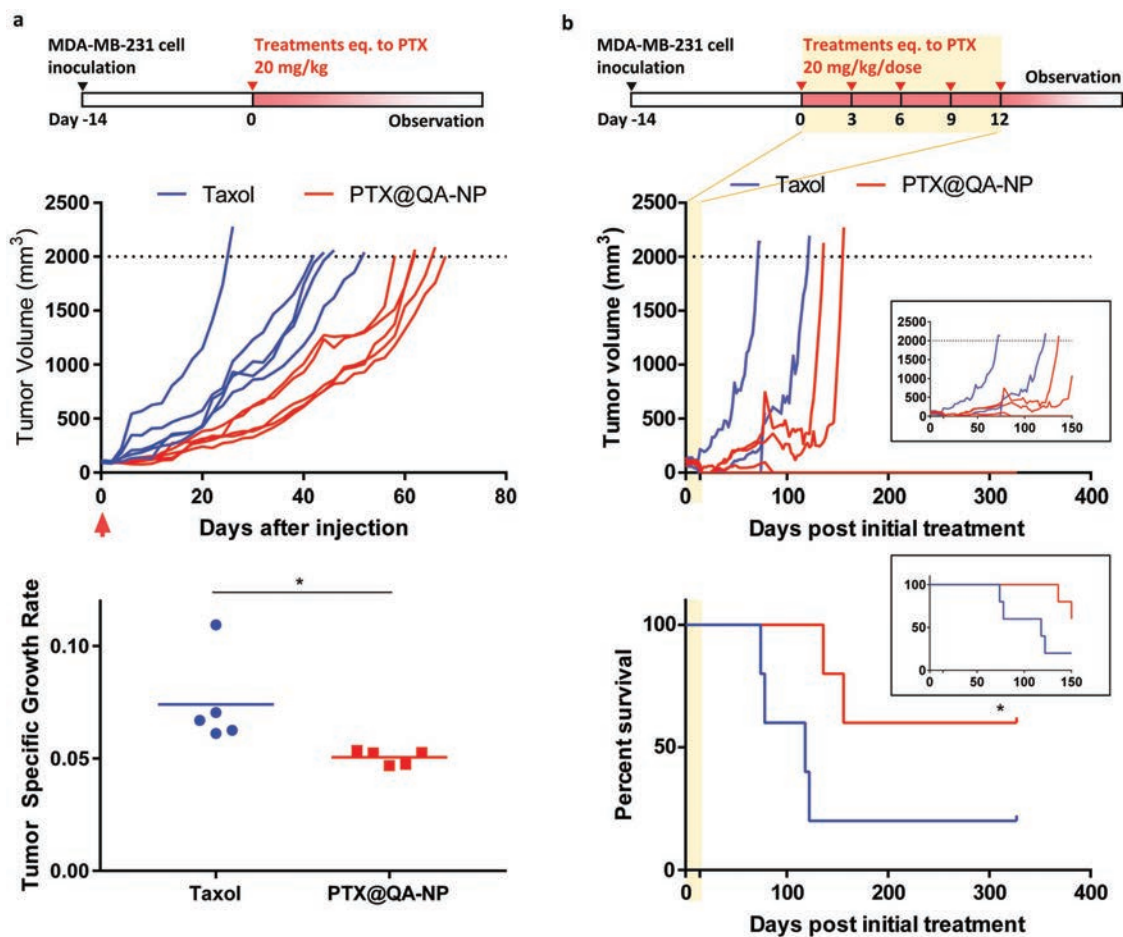 a
MDA-MB-231 cell
inoculation
Treatments eq. to PTX
20 mg/kg
Day -14
0
Observation
Taxol
PTX@QA-NP
2500
2000
1500
1000
500
0
Tumor Volume (mm³)
0 20 40 60 80
Days after injection
*
0.10
0.05
0.00
Tumor Specific Growth Rate
Taxol
PTX@QA-NP
b
MDA-MB-231 cell
inoculation
Treatments eq. to PTX
20 mg/kg/dose
Observation
Day -14
0 3 6 9 12
Taxol
PTX@QA-NP
2500
2000
1500
1000
500
0
Tumor volume (mm³)
0 100 200 300 400
Days post initial treatment
2500
2000
1500
1000
500
0
0 50 100 150
100
50
0
Percent survival
0 100 200 300 400
Days post initial treatment
*
100
50
0
0 50 100 150